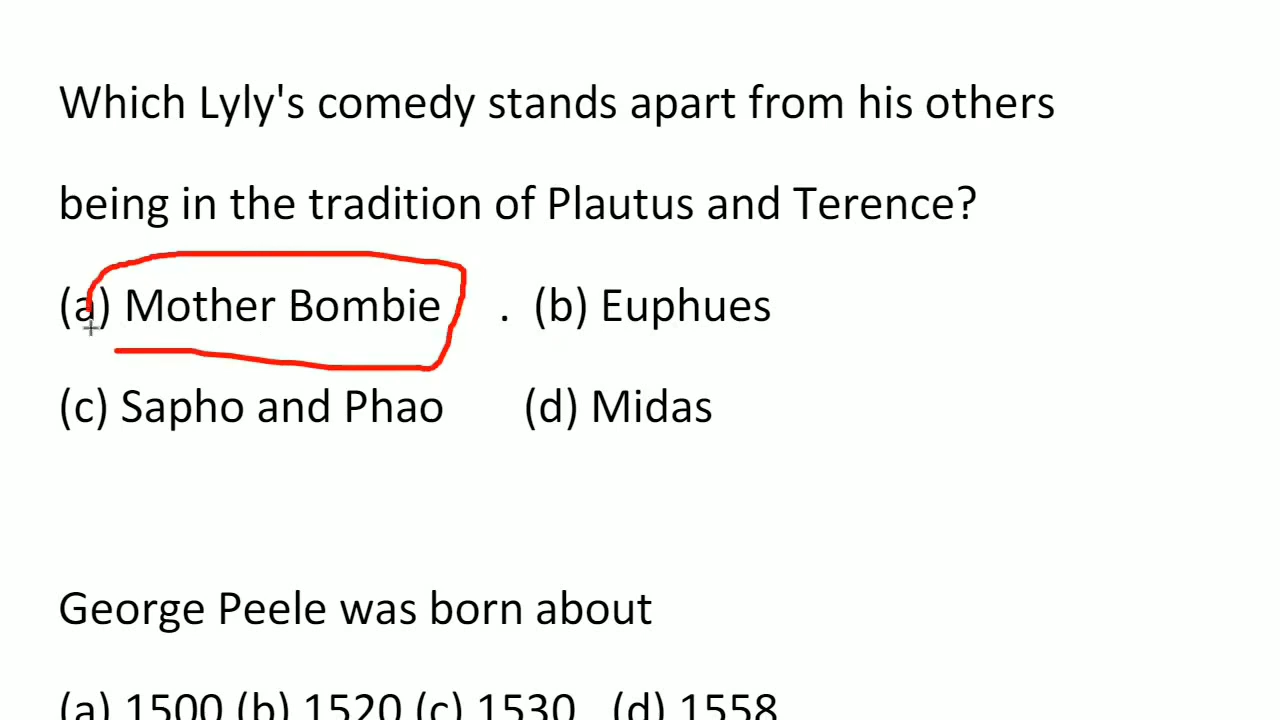 Which Lyly's comedy stands apart from his others
being in the tradition of Plautus and Terence?
(a) Mother Bombie . (b) Euphues
(c) Sapho and Phao (d) Midas
George Peele was born about
(a) 1500 (b) 1520 (c) 1530 (d) 1558